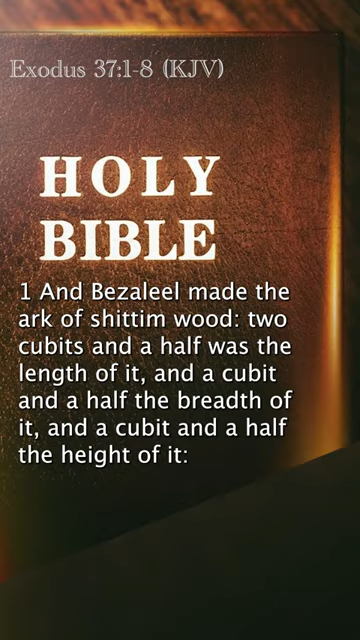 Exodus 37:1-8 (KJV)
HOLY
BIBLE
1 And Bezaleel made the
ark of shittim wood: two
cubits and a half was the
length of it, and a cubit
and a half the breadth of
it, and a cubit and a half
the height of it: